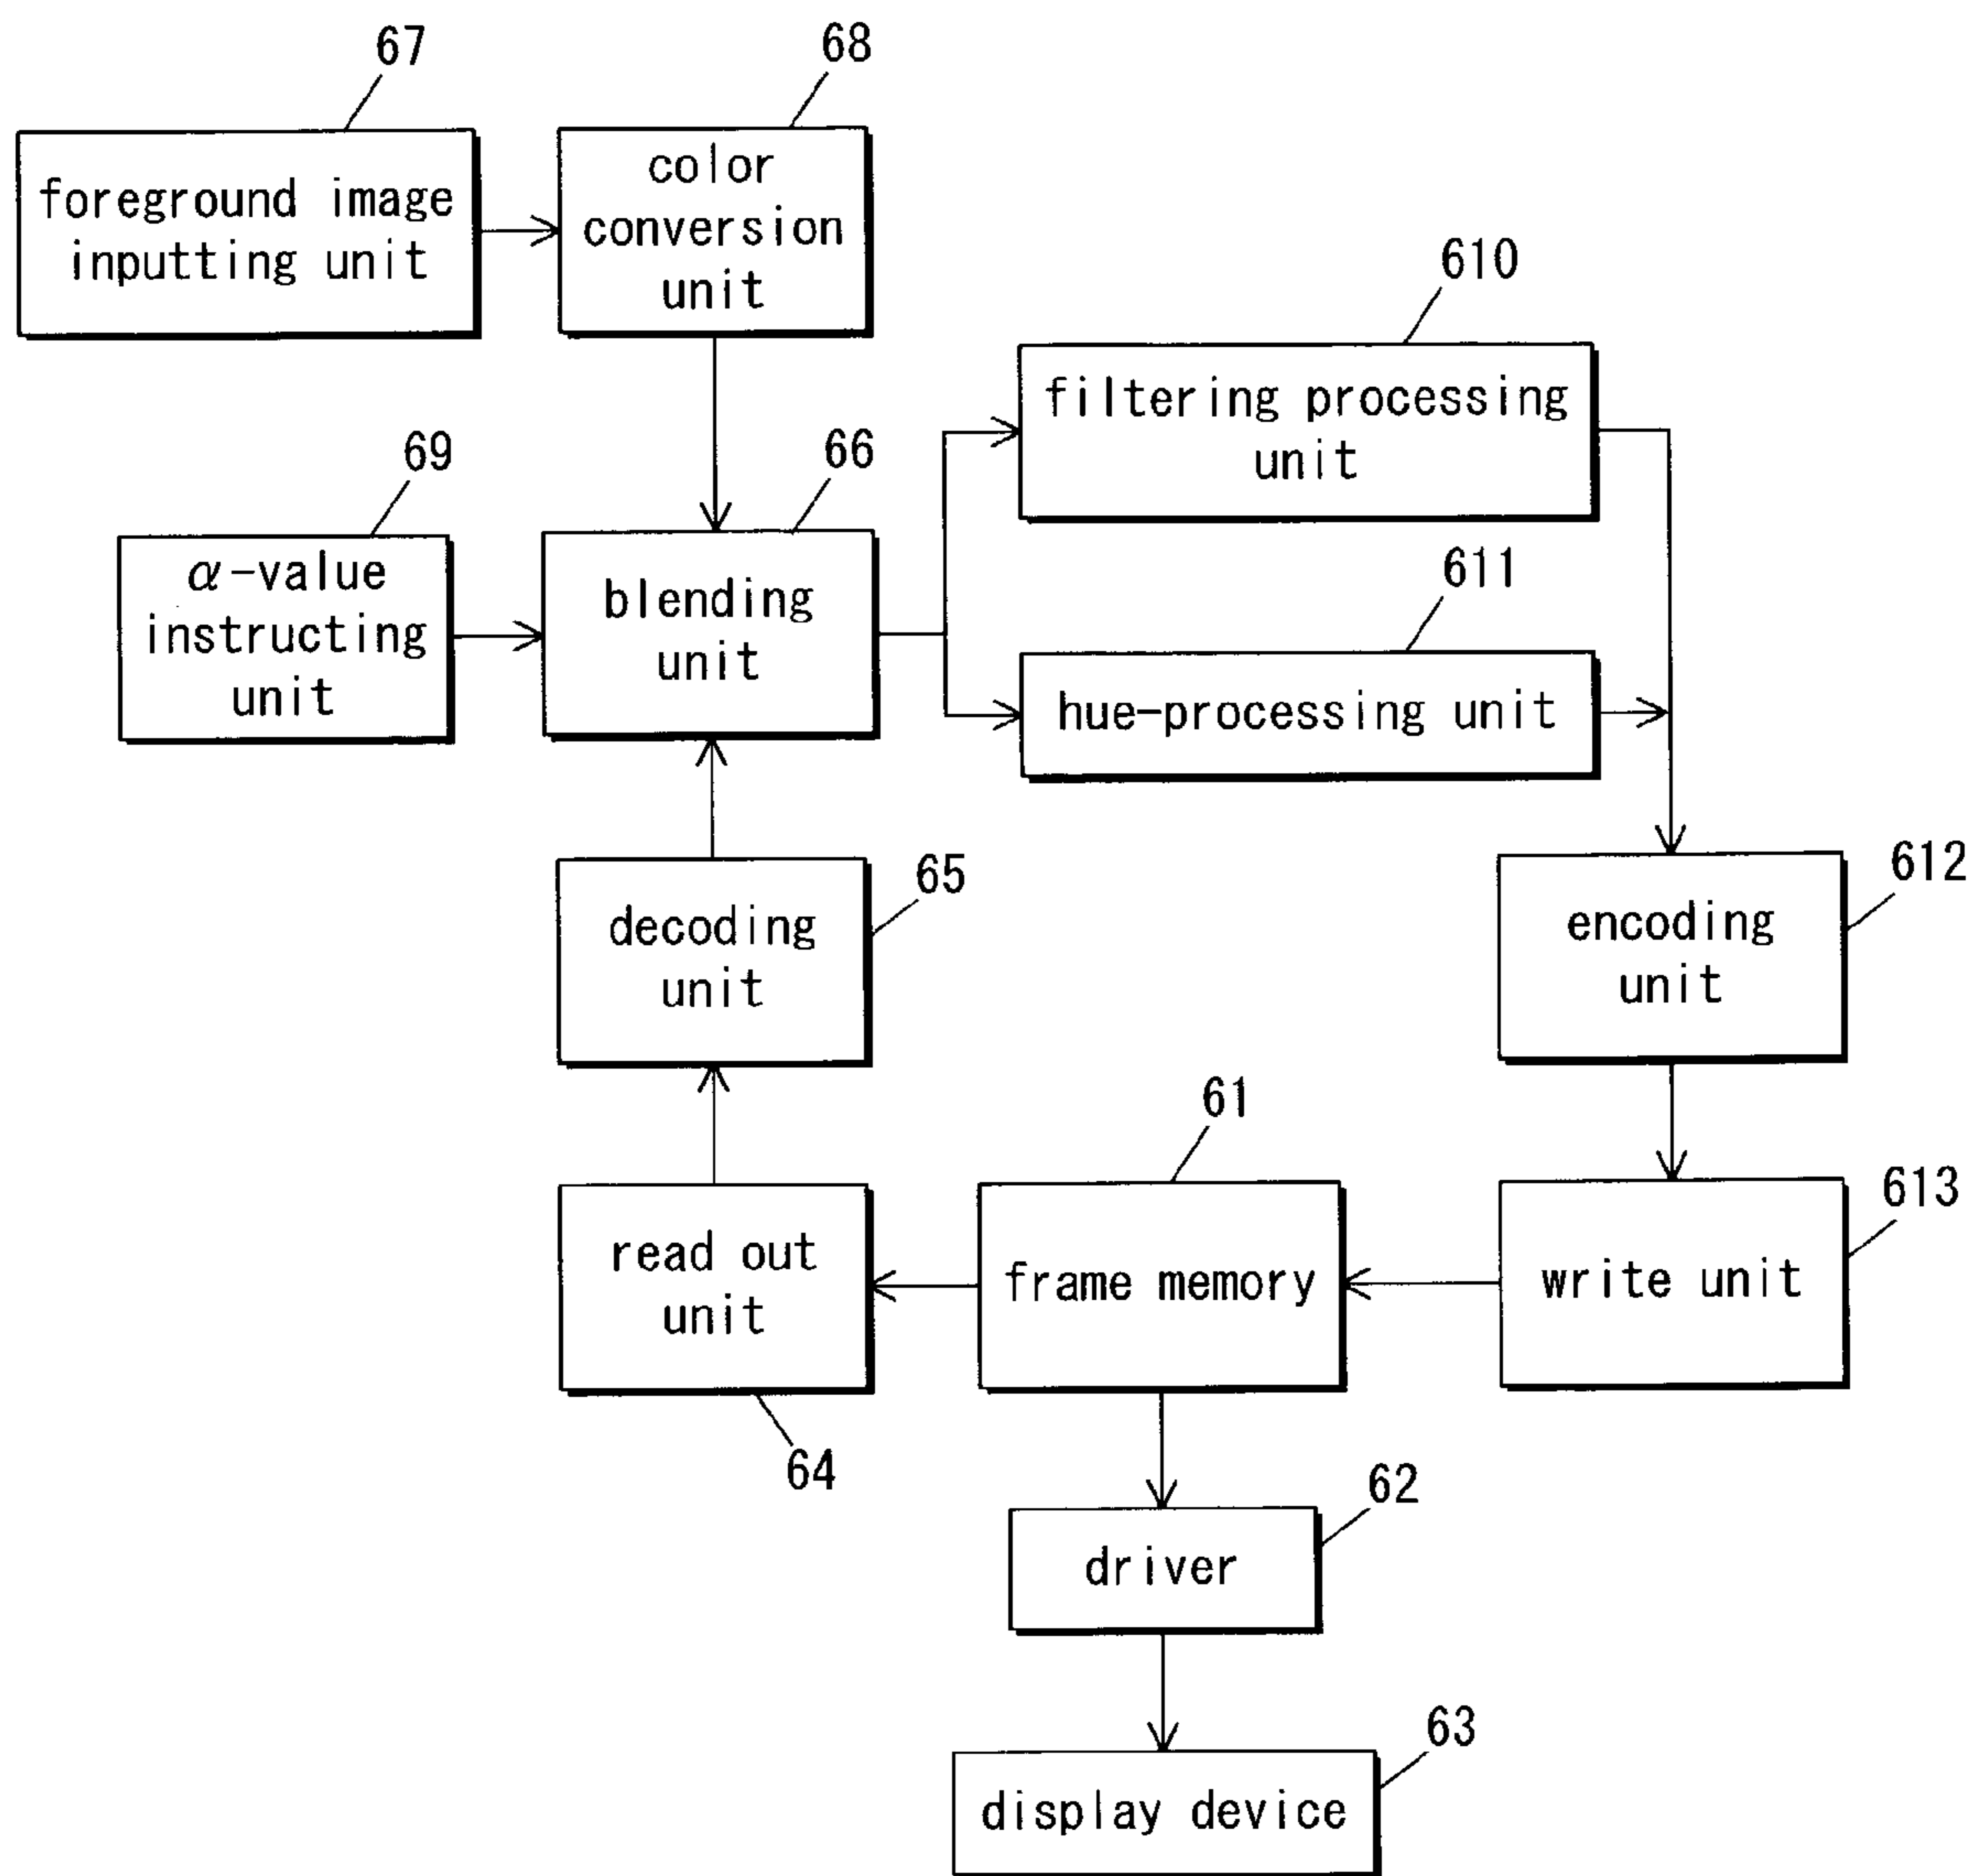 67
68
foreground image
inputting unit
color
conversion
unit
610
filtering processing
unit
69
66
α-value
instructing
unit
blending
unit
611
hue-processing unit
65
decoding
unit
612
encoding
unit
61
613
read out
unit
frame memory
write unit
64
62
driver
63
display device